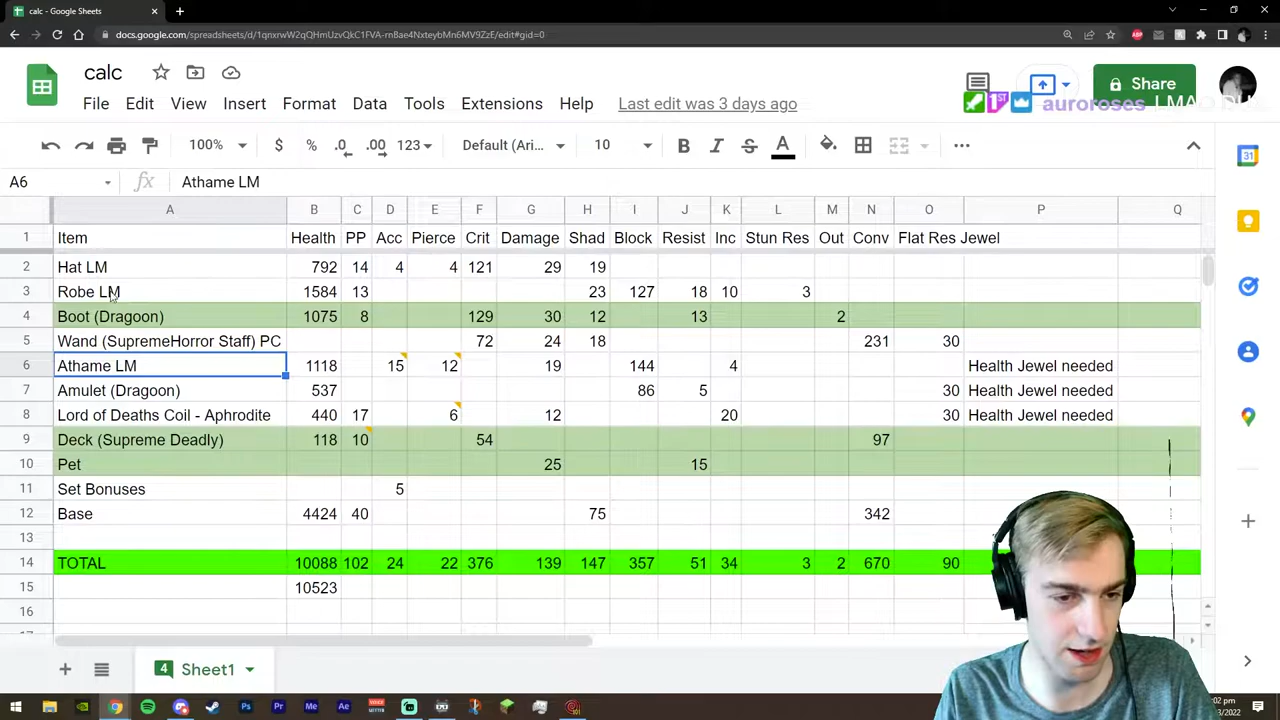 calc - Google Sheets
docs.google.com/spreadsheets/d/1qnxrwW2qQHmUzvQkC1FVA-rn8ae4NxteybMn6MV9ZzE/edit#gid=0
calc
File Edit View Insert Format Data Tools Extensions Help Last edit was 3 days ago
Share
1ST auroroses LMAO
100% $ % .0 .00 123 Default (Ari... 10 B I S A
A6 fx Athame LM
A B C D E F G H I J K L M N O P Q
1 Item Health PP Acc Pierce Crit Damage Shad Block Resist Inc Stun Res Out Conv Flat Res Jewel
2 Hat LM 792 14 4 4 121 29 19
3 Robe LM 1584 13 23 127 18 10 3
4 Boot (Dragoon) 1075 8 129 30 12 13 2
5 Wand (SupremeHorror Staff) PC 72 24 18 231 30
6 Athame LM 1118 15 12 19 144 4 Health Jewel needed
7 Amulet (Dragoon) 537 86 5 30 Health Jewel needed
8 Lord of Deaths Coil - Aphrodite 440 17 6 12 20 30 Health Jewel needed
9 Deck (Supreme Deadly) 118 10 54 97
10 Pet 25 15
11 Set Bonuses 5
12 Base 4424 40 75 342
13
14 TOTAL 10088 102 24 22 376 139 147 357 51 34 3 2 670 90
15 10523
16
4 Sheet1